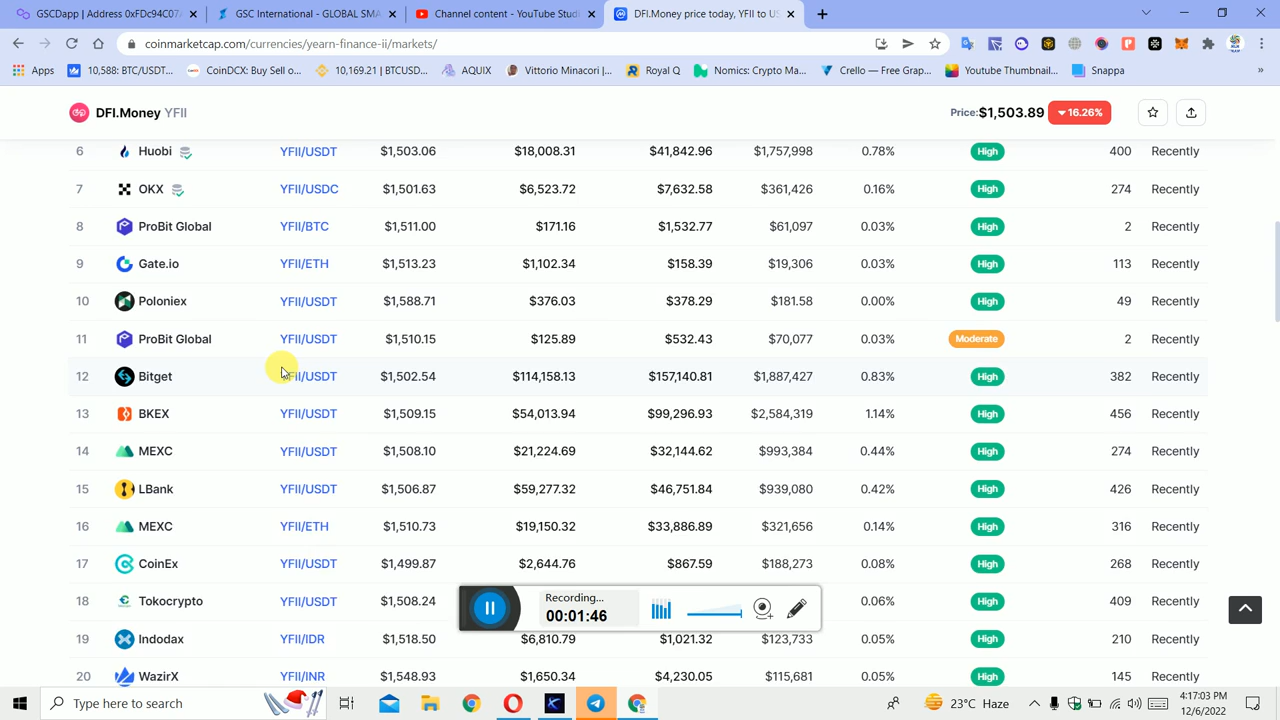 GSCDapp | address 0xDF94C07A
GSC International - GLOBAL SMA
Channel content - YouTube Stud
DFI.Money price today, YFII to US
coinmarketcap.com/currencies/yearn-finance-ii/markets/
Apps
10,588: BTC/USDT...
CoinDCX Buy Sell o...
10,169.21 | BTCUSD...
AQUIX
Vittorio Minacori |...
Royal Q
Nomics: Crypto Ma...
Crello — Free Grap...
Youtube Thumbnail...
Snappa
»
DFI.Money YFII
Price: $1,503.89 16.26%
6 Huobi YFII/USDT $1,503.06 $18,008.31 $41,842.96 $1,757,998 0.78% High 400 Recently
7 OKX YFII/USDC $1,501.63 $6,523.72 $7,632.58 $361,426 0.16% High 274 Recently
8 ProBit Global YFII/BTC $1,511.00 $171.16 $1,532.77 $61,097 0.03% High 2 Recently
9 Gate.io YFII/ETH $1,513.23 $1,102.34 $158.39 $19,306 0.03% High 113 Recently
10 Poloniex YFII/USDT $1,588.71 $376.03 $378.29 $181.58 0.00% High 49 Recently
11 ProBit Global YFII/USDT $1,510.15 $125.89 $532.43 $70,077 0.03% Moderate 2 Recently
12 Bitget YFII/USDT $1,502.54 $114,158.13 $157,140.81 $1,887,427 0.83% High 382 Recently
13 BKEX YFII/USDT $1,509.15 $54,013.94 $99,296.93 $2,584,319 1.14% High 456 Recently
14 MEXC YFII/USDT $1,508.10 $21,224.69 $32,144.62 $993,384 0.44% High 274 Recently
15 LBank YFII/USDT $1,506.87 $59,277.32 $46,751.84 $939,080 0.42% High 426 Recently
16 MEXC YFII/ETH $1,510.73 $19,150.32 $33,886.89 $321,656 0.14% High 316 Recently
17 CoinEx YFII/USDT $1,499.87 $2,644.76 $867.59 $188,273 0.08% High 268 Recently
18 Tokocrypto YFII/USDT $1,508.24 0.06% High 409 Recently
19 Indodax YFII/IDR $1,518.50 $6,810.79 $1,021.32 $123,733 0.05% High 210 Recently
20 WazirX YFII/INR $1,548.93 $1,650.34 $4,230.05 $115,681 0.05% High 145 Recently
Recording...
00:01:46
Type here to search
23°C Haze
4:17:03 PM
12/6/2022